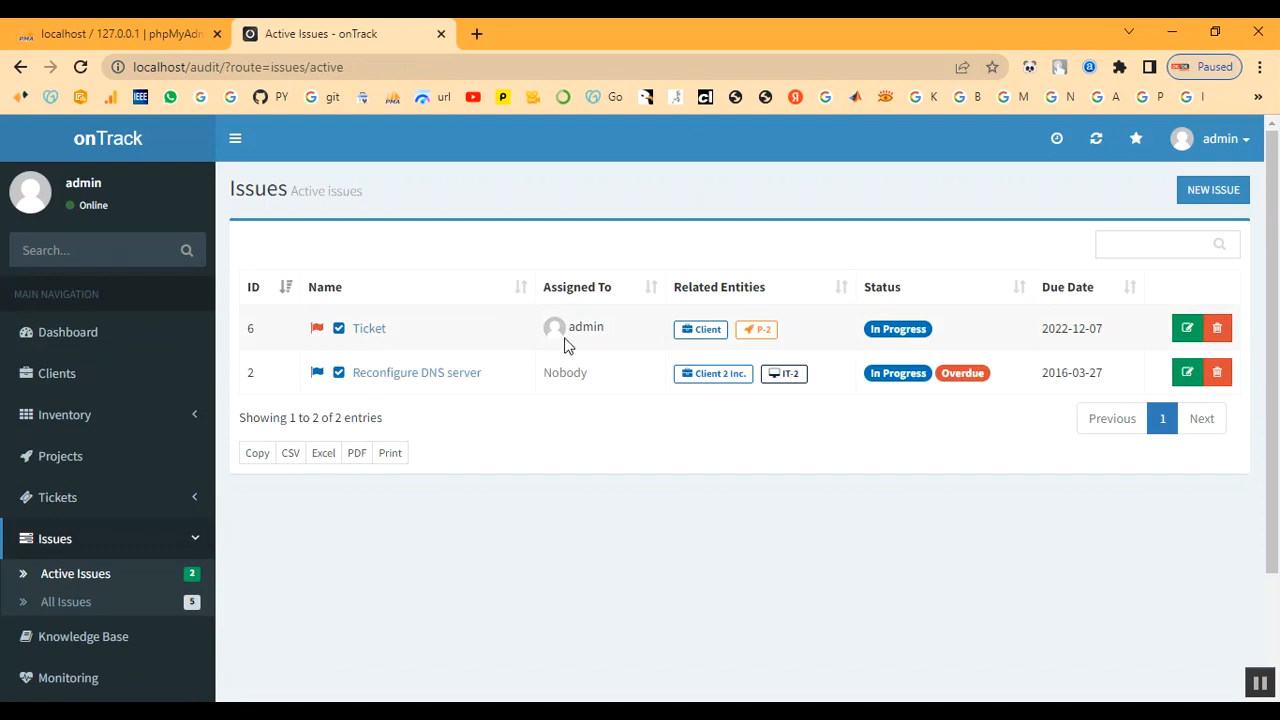 localhost / 127.0.0.1 | phpMyAdm
Active Issues - onTrack
localhost/audit/?route=issues/active
Paused
IEEE
PY
git
url
Go
K
B
M
N
A
P
I
onTrack
admin
admin
Online
Search...
MAIN NAVIGATION
Dashboard
Clients
Inventory
Projects
Tickets
Issues
Active Issues 2
All Issues 5
Knowledge Base
Monitoring
Issues Active issues
NEW ISSUE
ID Name Assigned To Related Entities Status Due Date
6 Ticket admin Client P-2 In Progress 2022-12-07
2 Reconfigure DNS server Nobody Client 2 Inc. IT-2 In Progress Overdue 2016-03-27
Showing 1 to 2 of 2 entries
Previous 1 Next
Copy CSV Excel PDF Print